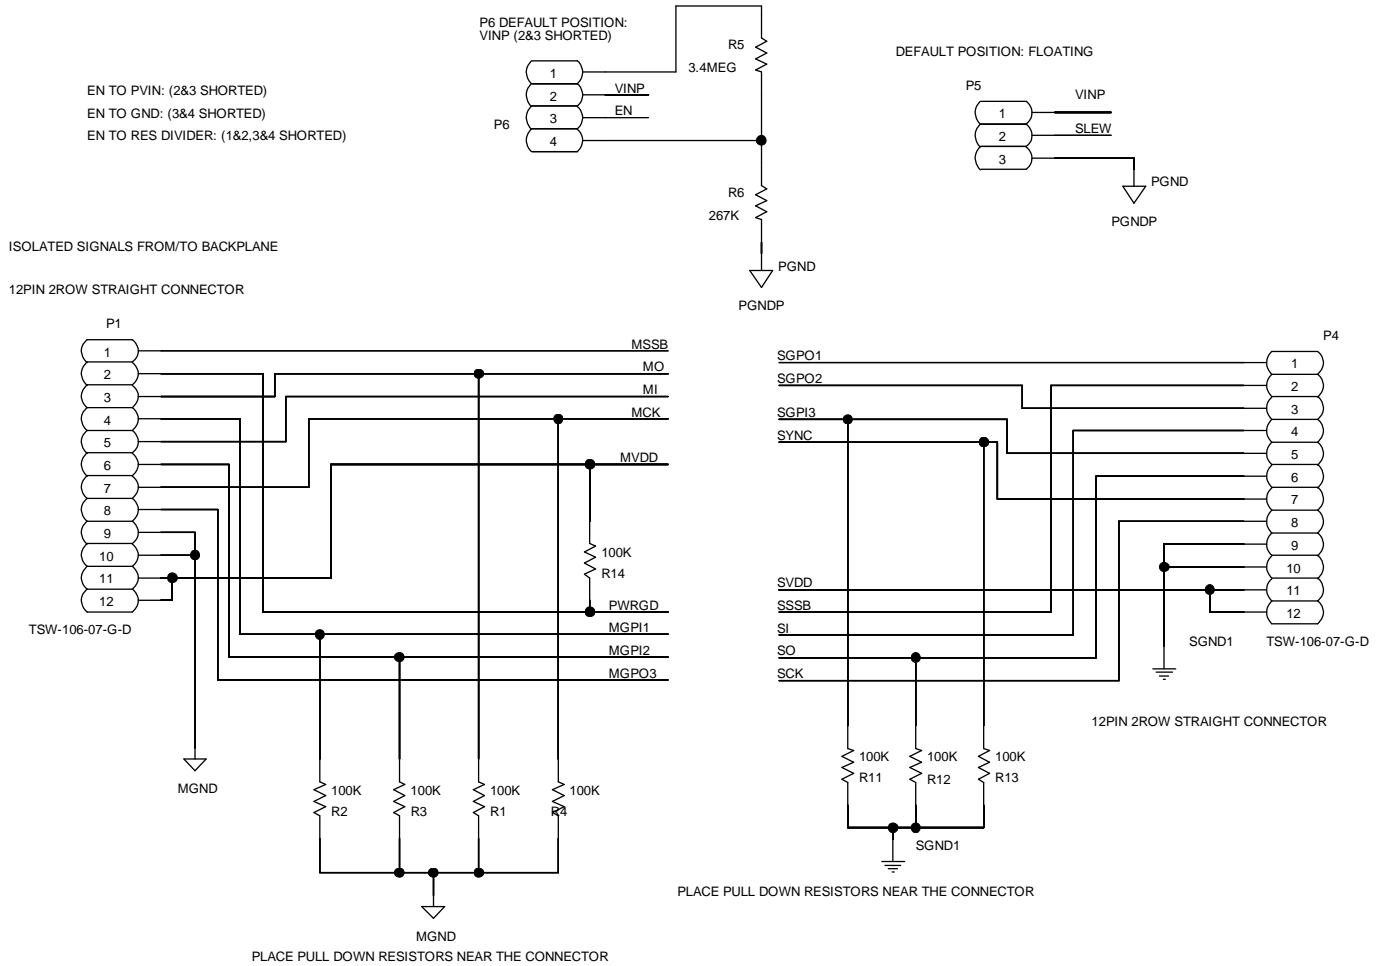 P6 DEFAULT POSITION:
VINP (2&3 SHORTED)
R5
3.4MEG
DEFAULT POSITION: FLOATING
EN TO PVIN: (2&3 SHORTED)
EN TO GND: (3&4 SHORTED)
EN TO RES DIVIDER: (1&2,3&4 SHORTED)
P6
1
2
3
4
VINP
EN
R6
267K
PGND
PGNDP
P5
1
2
3
VINP
SLEW
PGND
PGNDP
ISOLATED SIGNALS FROM/TO BACKPLANE
12PIN 2ROW STRAIGHT CONNECTOR
P1
1
2
3
4
5
6
7
8
9
10
11
12
TSW-106-07-G-D
MSSB
MO
MI
MCK
MVDD
100K
R14
PWRGD
MGPI1
MGPI2
MGPO3
MGND
100K
R2
100K
R3
100K
R1
100K
R4
MGND
PLACE PULL DOWN RESISTORS NEAR THE CONNECTOR
SGPO1
SGPO2
SGPI3
SYNC
SVDD
SSSB
SI
SO
SCK
P4
1
2
3
4
5
6
7
8
9
10
11
12
SGND1
TSW-106-07-G-D
12PIN 2ROW STRAIGHT CONNECTOR
100K
R11
100K
R12
100K
R13
SGND1
PLACE PULL DOWN RESISTORS NEAR THE CONNECTOR